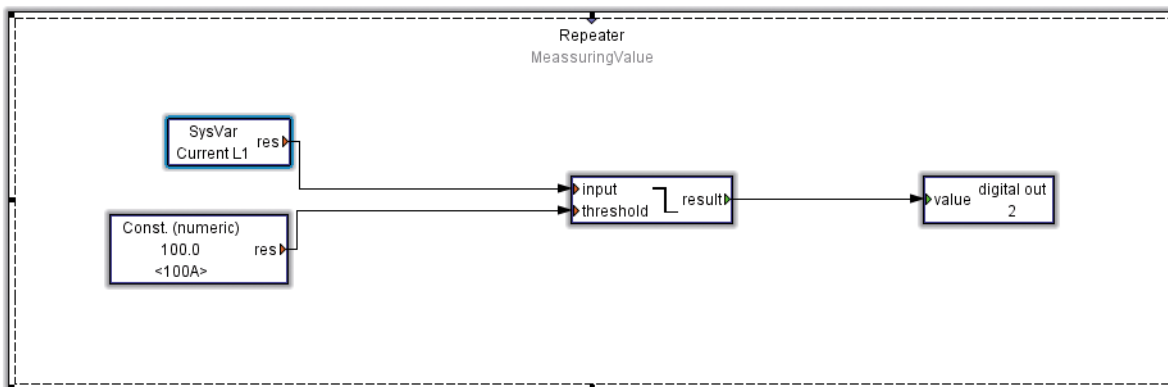 Repeater
MeassuringValue
SysVar
Current L1
res
Const. (numeric)
100.0
<100A>
res
input
threshold
result
value
digital out
2